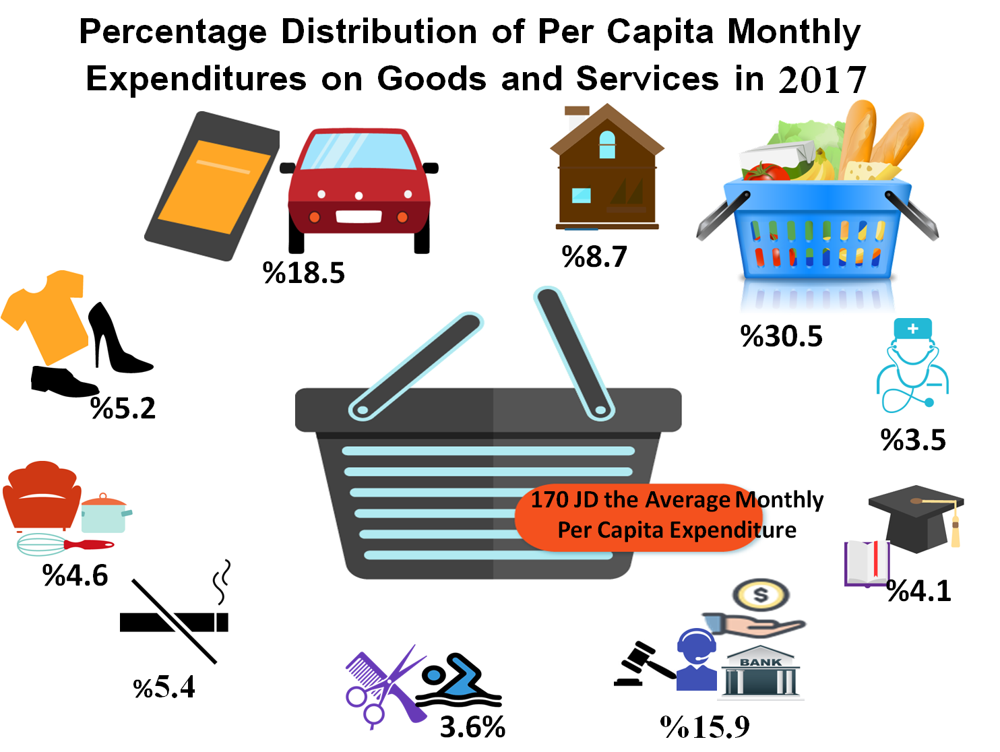 Percentage Distribution of Per Capita Monthly
Expenditures on Goods and Services in 2017
%18.5
%8.7
%30.5
%5.2
%3.5
170 JD the Average Monthly
Per Capita Expenditure
%4.6
%4.1
$
BANK
%5.4
3.6%
%15.9